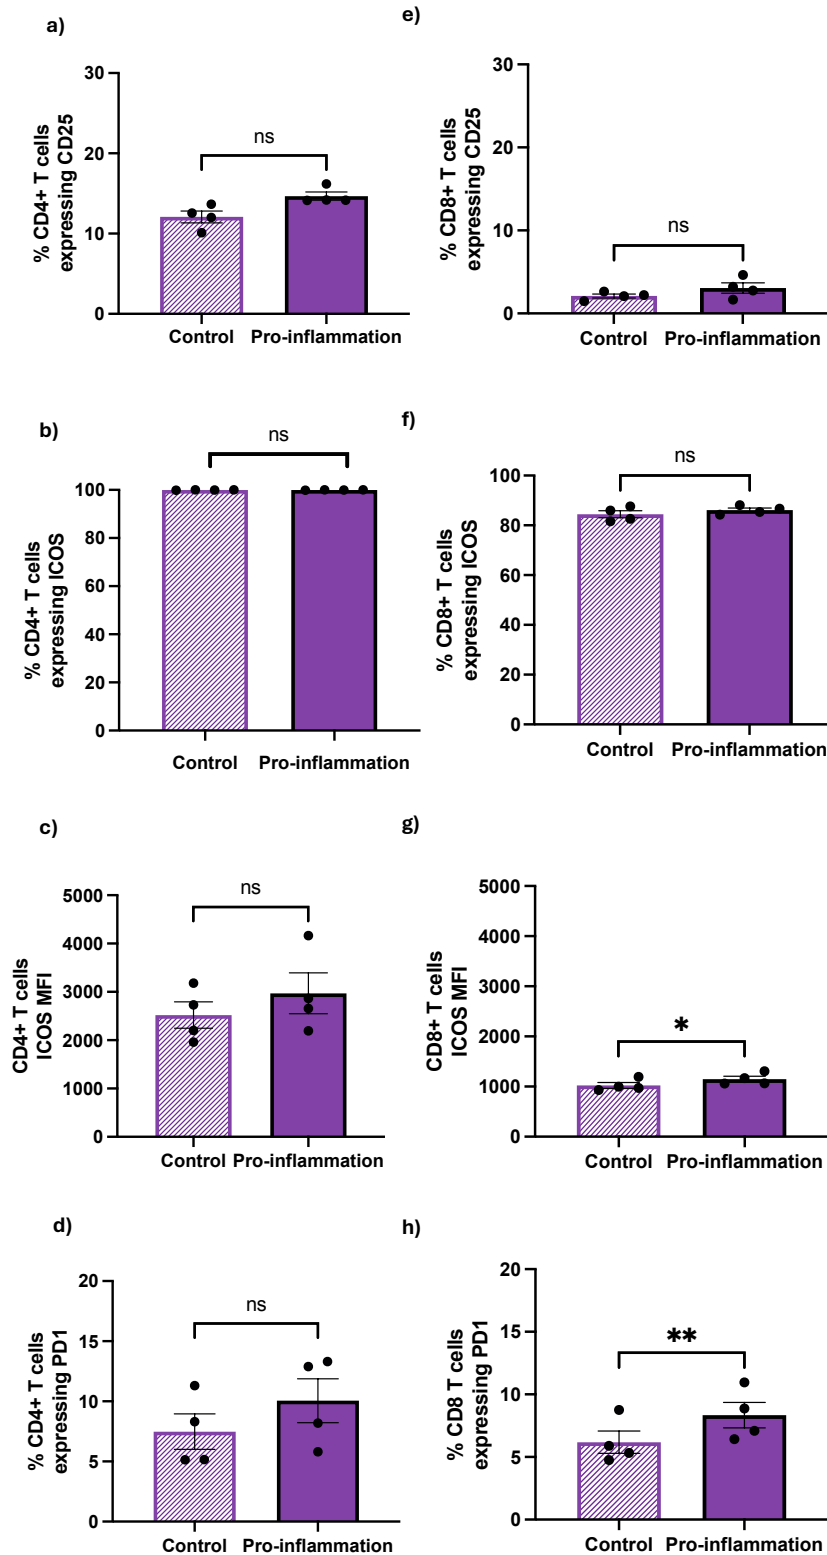 a)
% CD4+ T cells
expressing CD25
30
20
10
0
ns
Control
Pro-inflammation
e)
% CD8+ T cells
expressing CD25
30
20
10
0
ns
Control
Pro-inflammation
b)
% CD4+ T cells
expressing ICOS
100
80
60
40
20
0
ns
Control
Pro-inflammation
f)
% CD8+ T cells
expressing ICOS
100
80
60
40
20
0
ns
Control
Pro-inflammation
c)
CD4+ T cells
ICOS MFI
5000
4000
3000
2000
1000
0
ns
Control
Pro-inflammation
g)
CD8+ T cells
ICOS MFI
5000
4000
3000
2000
1000
0
*
Control
Pro-inflammation
d)
% CD4+ T cells
expressing PD1
20
15
10
5
0
ns
Control
Pro-inflammation
h)
% CD8 T cells
expressing PD1
20
15
10
5
0
**
Control
Pro-inflammation